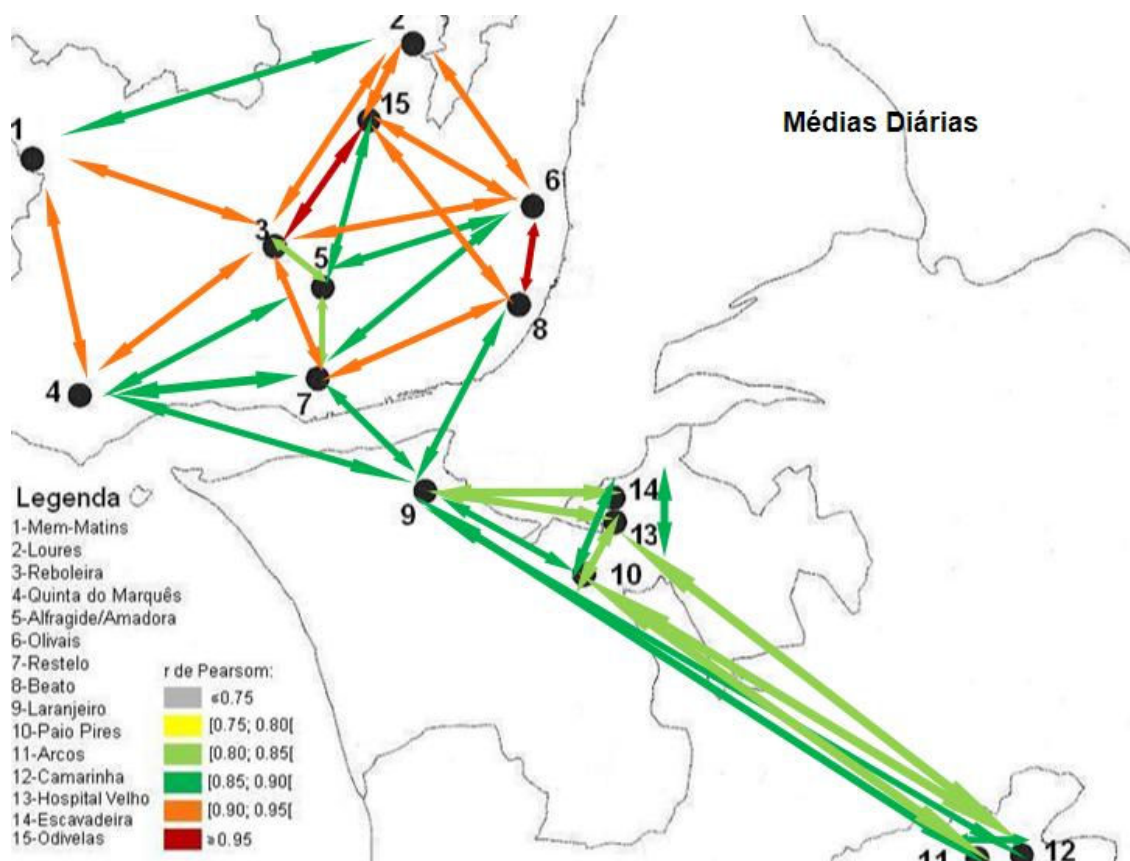 2
15
Médias Diárias
1
6
3
5
8
4
7
14
9
13
10
Legenda
1-Mem-Matins
2-Loures
3-Reboleira
4-Quinta do Marquês
5-Alfragide/Amadora
6-Olivais
7-Restelo
8-Beato
9-Laranjeiro
10-Paio Pires
11-Arcos
12-Camarinha
13-Hospital Velho
14-Escavadeira
15-Odivelas
r de Pearsom:
≤0.75
[0.75; 0.80[
[0.80; 0.85[
[0.85; 0.90[
[0.90; 0.95[
≥0.95
11
12